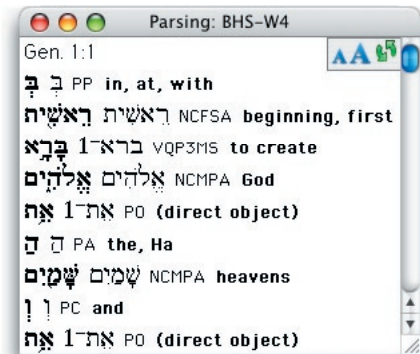 Parsing: BHS-W4
Gen. 1:1
AA
בְּ בְּ PP in, at, with
רֵאשִׁ֖ית רֵאשִׁית NCFSA beginning, first
בָּרָ֣א ברא־1 VQP3MS to create
אֱלֹהִ֑ים אֱלֹהִים NCMPA God
אֵ֥ת אֵת־1 PO (direct object)
הַ הַ PA the, Ha
שָּׁמַ֖יִם שָׁמַיִם NCMPA heavens
וְ וְ PC and
אֵ֥ת אֵת־1 PO (direct object)